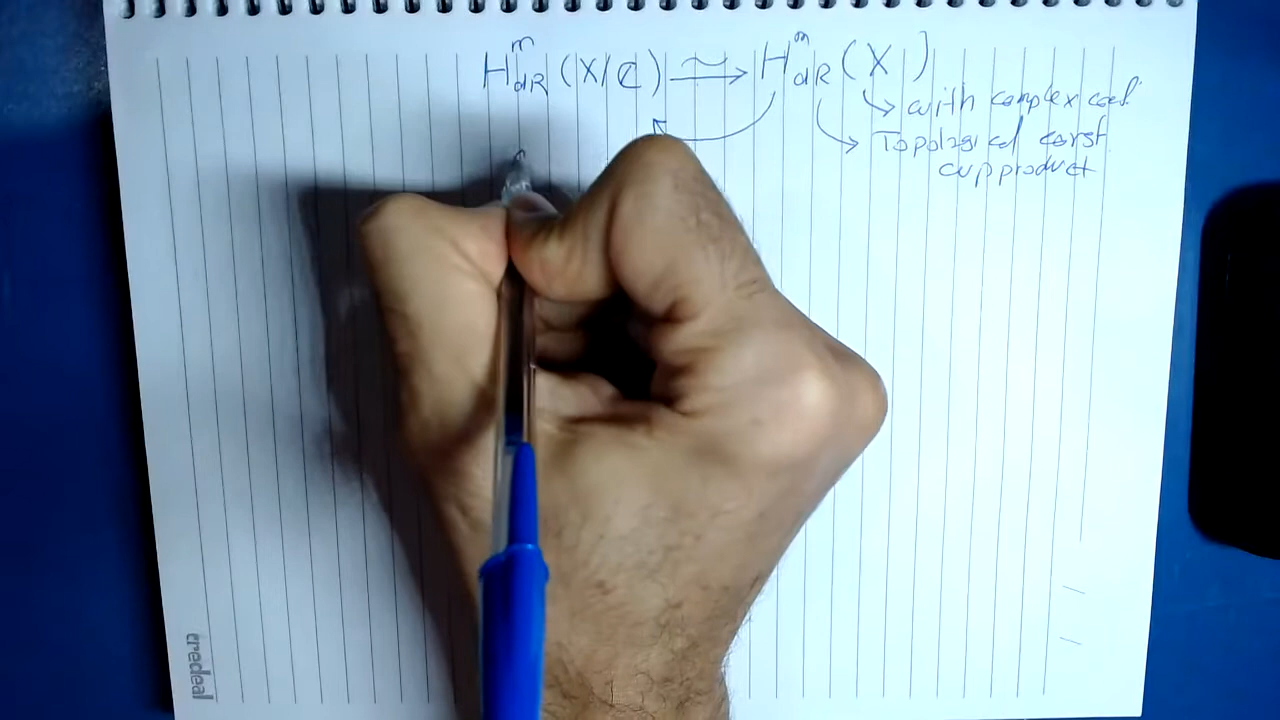 H^m_dR (X/ℂ) ⥲ H^m_dR (X)
with complex coef
Topological const
cup product
credeal